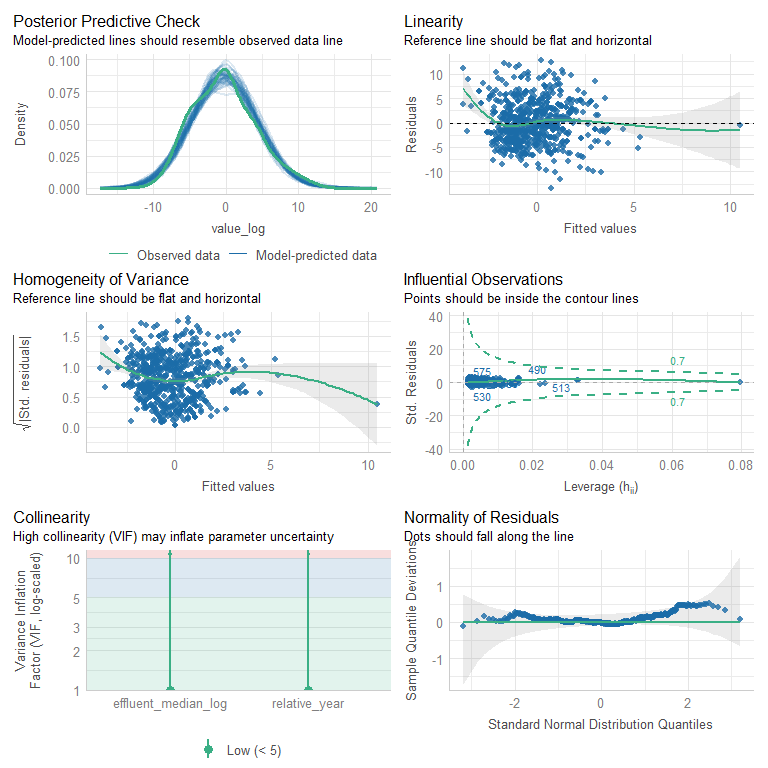 Posterior Predictive Check
Model-predicted lines should resemble observed data line
0.100
0.075
0.050
0.025
0.000
Density
-10
0
10
20
value_log
Observed data
Model-predicted data
Linearity
Reference line should be flat and horizontal
10
5
0
-5
-10
Residuals
0
5
10
Fitted values
Homogeneity of Variance
Reference line should be flat and horizontal
1.5
1.0
0.5
0.0
√|Std. residuals|
0
5
10
Fitted values
Influential Observations
Points should be inside the contour lines
40
20
0
-20
-40
Std. Residuals
0.7
575
490
513
530
0.7
0.00
0.02
0.04
0.06
0.08
Leverage (hii)
Collinearity
High collinearity (VIF) may inflate parameter uncertainty
10
5
3
2
1
Variance Inflation
Factor (VIF, log-scaled)
effluent_median_log
relative_year
Low (< 5)
Normality of Residuals
Dots should fall along the line
1
0
-1
Sample Quantile Deviations
-2
0
2
Standard Normal Distribution Quantiles